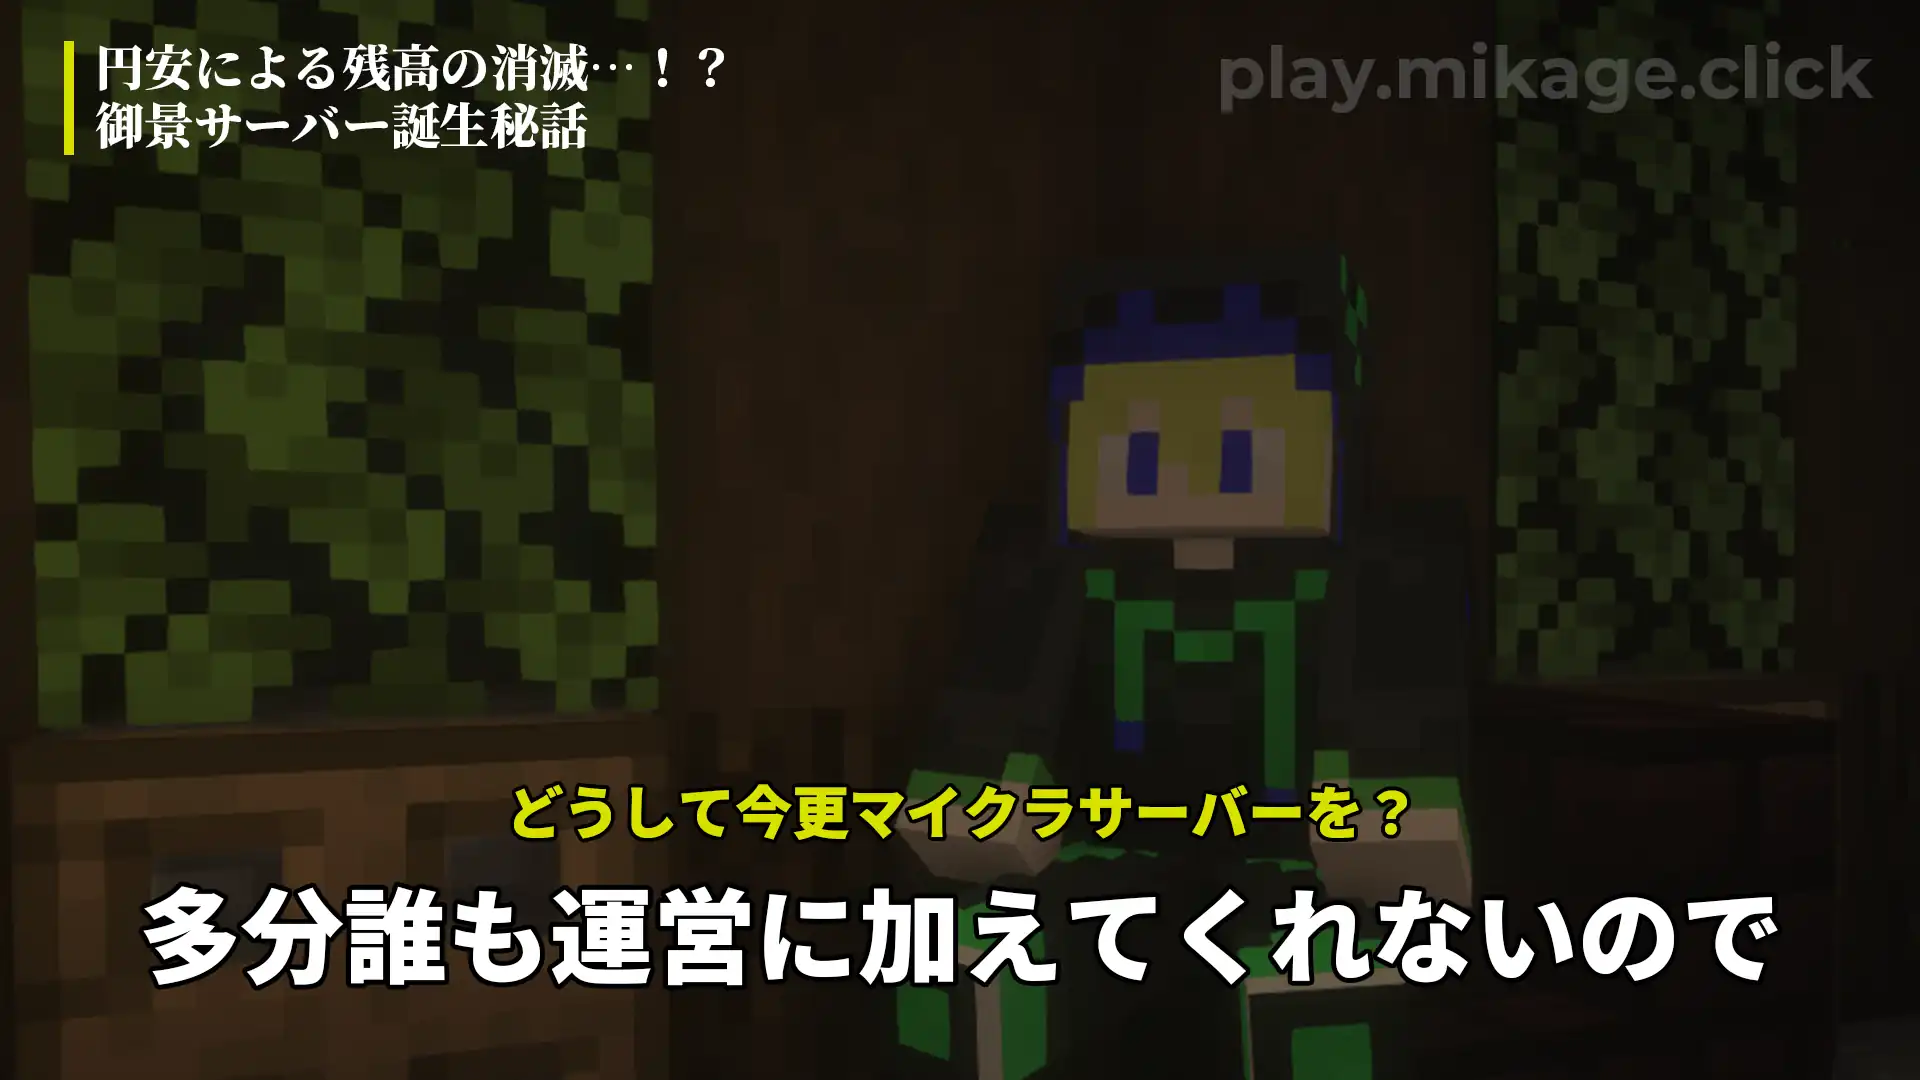 円安による残高の消滅…！？
御景サーバー誕生秘話
play.mikage.click
どうして今更マイクラサーバーを？
多分誰も運営に加えてくれないので